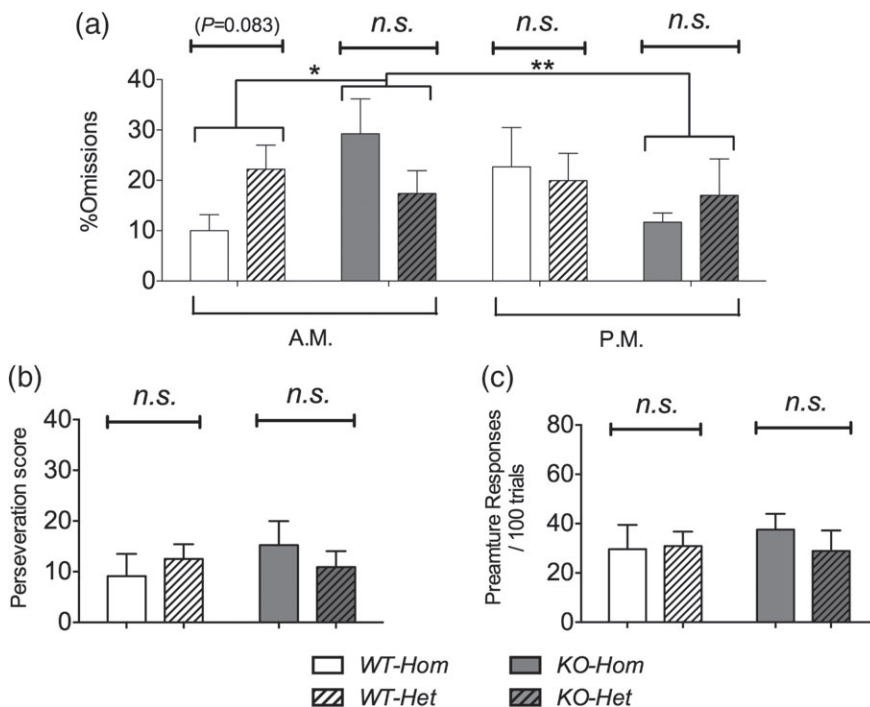 (a)
(P=0.083) n.s. n.s. n.s.
* **
%Omissions
40
30
20
10
0
A.M. P.M.
(b)
n.s. n.s.
Perseveration score
40
30
20
10
0
(c)
n.s. n.s.
Preamture Responses
/ 100 trials
80
60
40
20
0
WT-Hom KO-Hom
WT-Het KO-Het